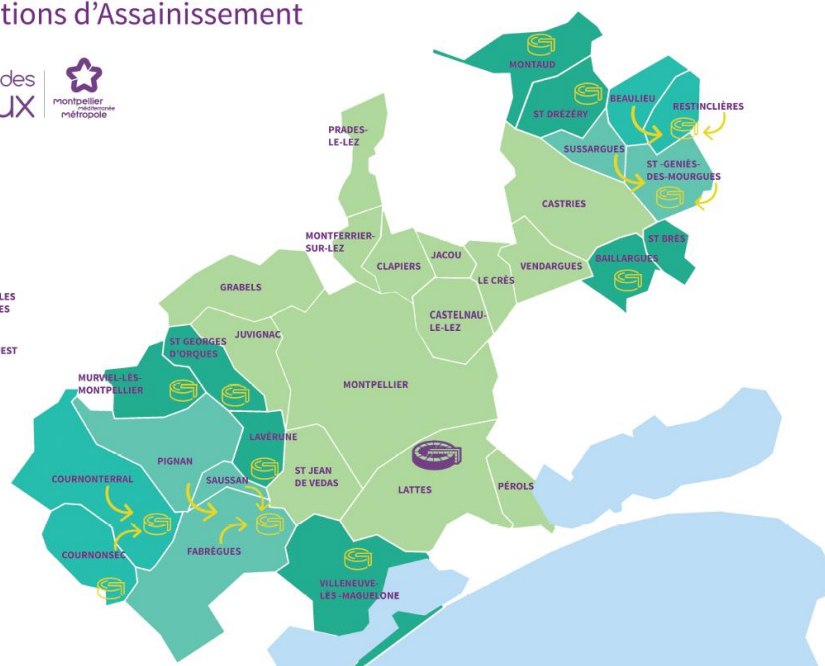 tions d'Assainissement
des
UX
montpellier
Méditerranée
métropole
MONTAUD
ST DRÉZÉRY
BEAULIEU
RESTINCLIÈRES
PRADES-
LE-LEZ
SUSSARGUES
ST -GENIÈS-
DES-MOURGUES
CASTRIES
MONTFERRIER-
SUR-LEZ
CLAPIERS
JACOU
LE CRÈS
VENDARGUES
ST BRÈS
BAILLARGUES
GRABELS
LES
ES
CASTELNAU-
LE-LEZ
JUVIGNAC
ST GEORGES
D'ORQUES
EST
MURVIEL-LÈS-
MONTPELLIER
MONTPELLIER
LAVÉRUNE
PIGNAN
SAUSSAN
ST JEAN
DE VEDAS
LATTES
PÉROLS
COURNONTERRAL
COURNONSEC
FABRÈGUES
VILLENEUVE-
LÈS -MAGUELONE